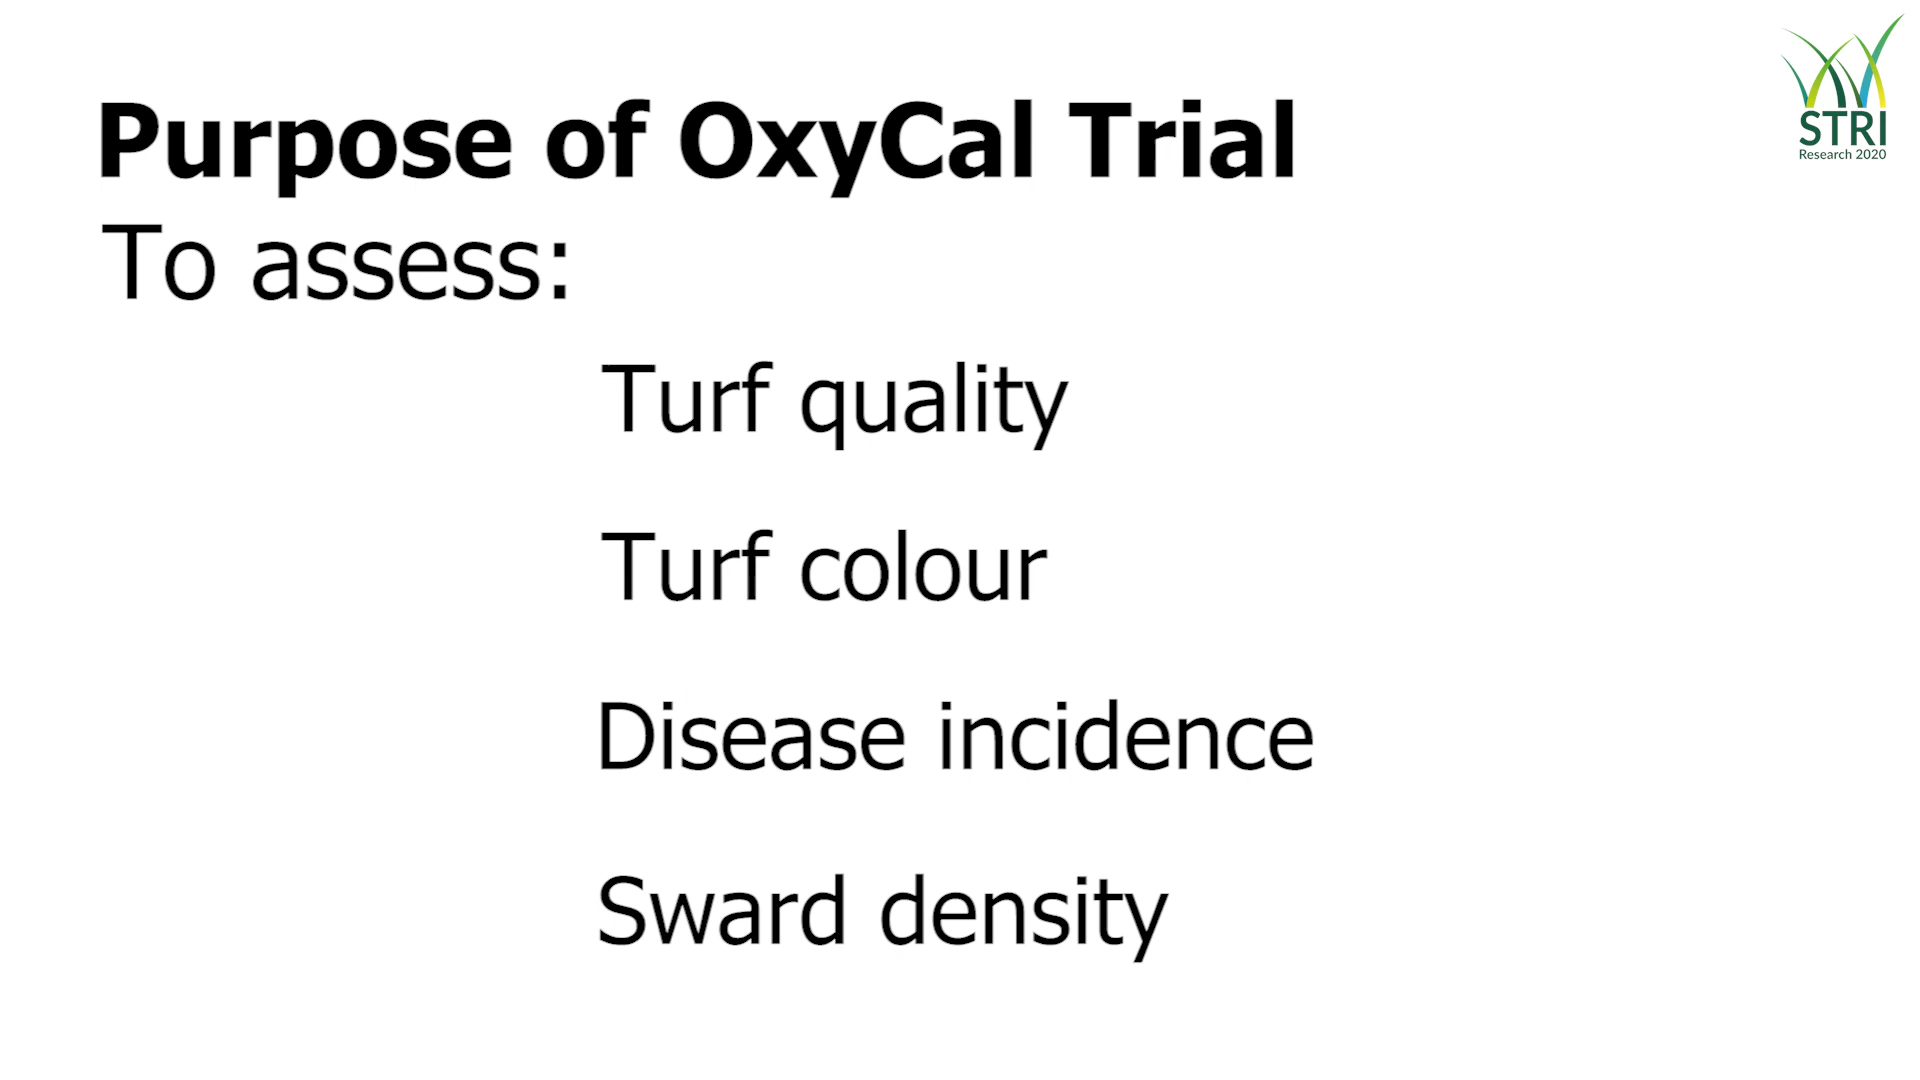 Purpose of OxyCal Trial
To assess:
Turf quality
Turf colour
Disease incidence
Sward density
STRI
Research 2020